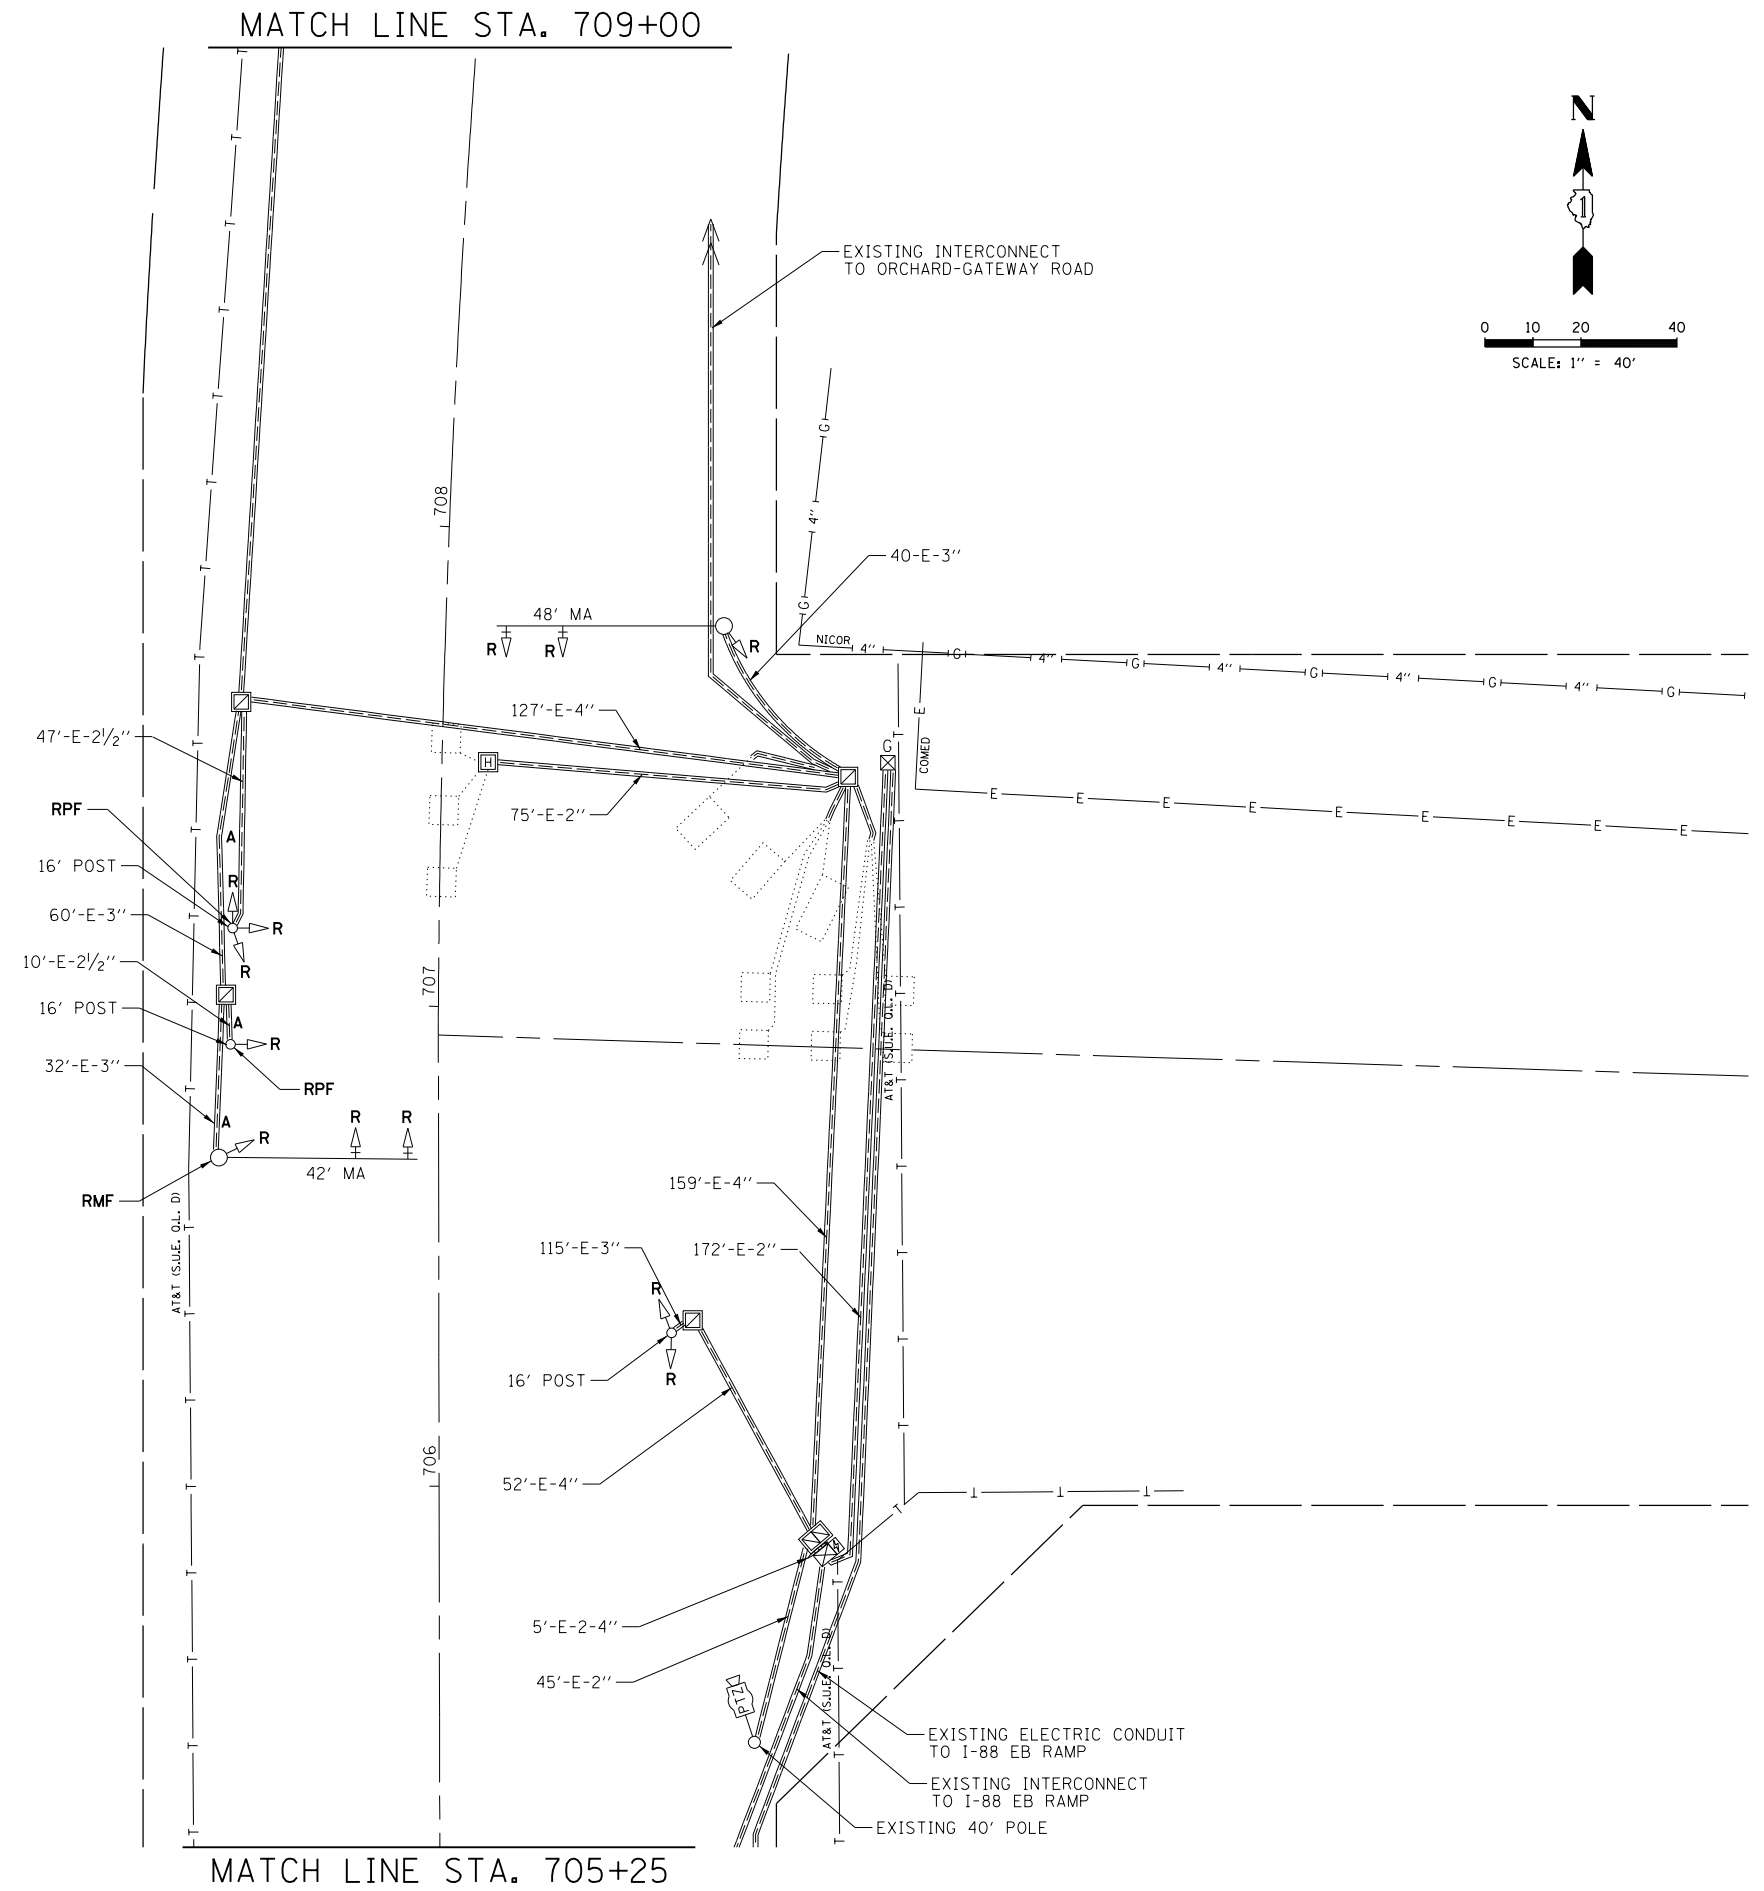 MATCH LINE STA. 709+00
N
1
0 10 20 40
SCALE: 1'' = 40'
EXISTING INTERCONNECT
TO ORCHARD-GATEWAY ROAD
T
T
T
T
T
T
T
G
4''
G
708
40-E-3''
48' MA
R
R
R
NICOR
4'' G 4'' G 4'' G 4'' G 4'' G
127'-E-4''
E
COMED
T
G
H
47'-E-2½''
T
75'-E-2''
E E E E E E E E E
RPF
A
T
T
16' POST
R
60'-E-3''
T
T
R
R
10'-E-2½''
707
T
T
AT&T (S.U.E. Q.L. D)
16' POST
A
R
32'-E-3''
T
T
RPF
A
R
R
R
42' MA
T
RMF
159'-E-4''
AT&T (S.U.E. Q.L. D)
T
115'-E-3''
172'-E-2''
T
R
T
T
16' POST
R
T
T
706
52'-E-4''
T
T
T T T
H
T
T
5'-E-2-4''
T
45'-E-2''
T
AT&T (S.U.E. Q.L. D)
PTZ
EXISTING ELECTRIC CONDUIT
TO I-88 EB RAMP
T
T
EXISTING INTERCONNECT
TO I-88 EB RAMP
EXISTING 40' POLE
T
T
MATCH LINE STA. 705+25